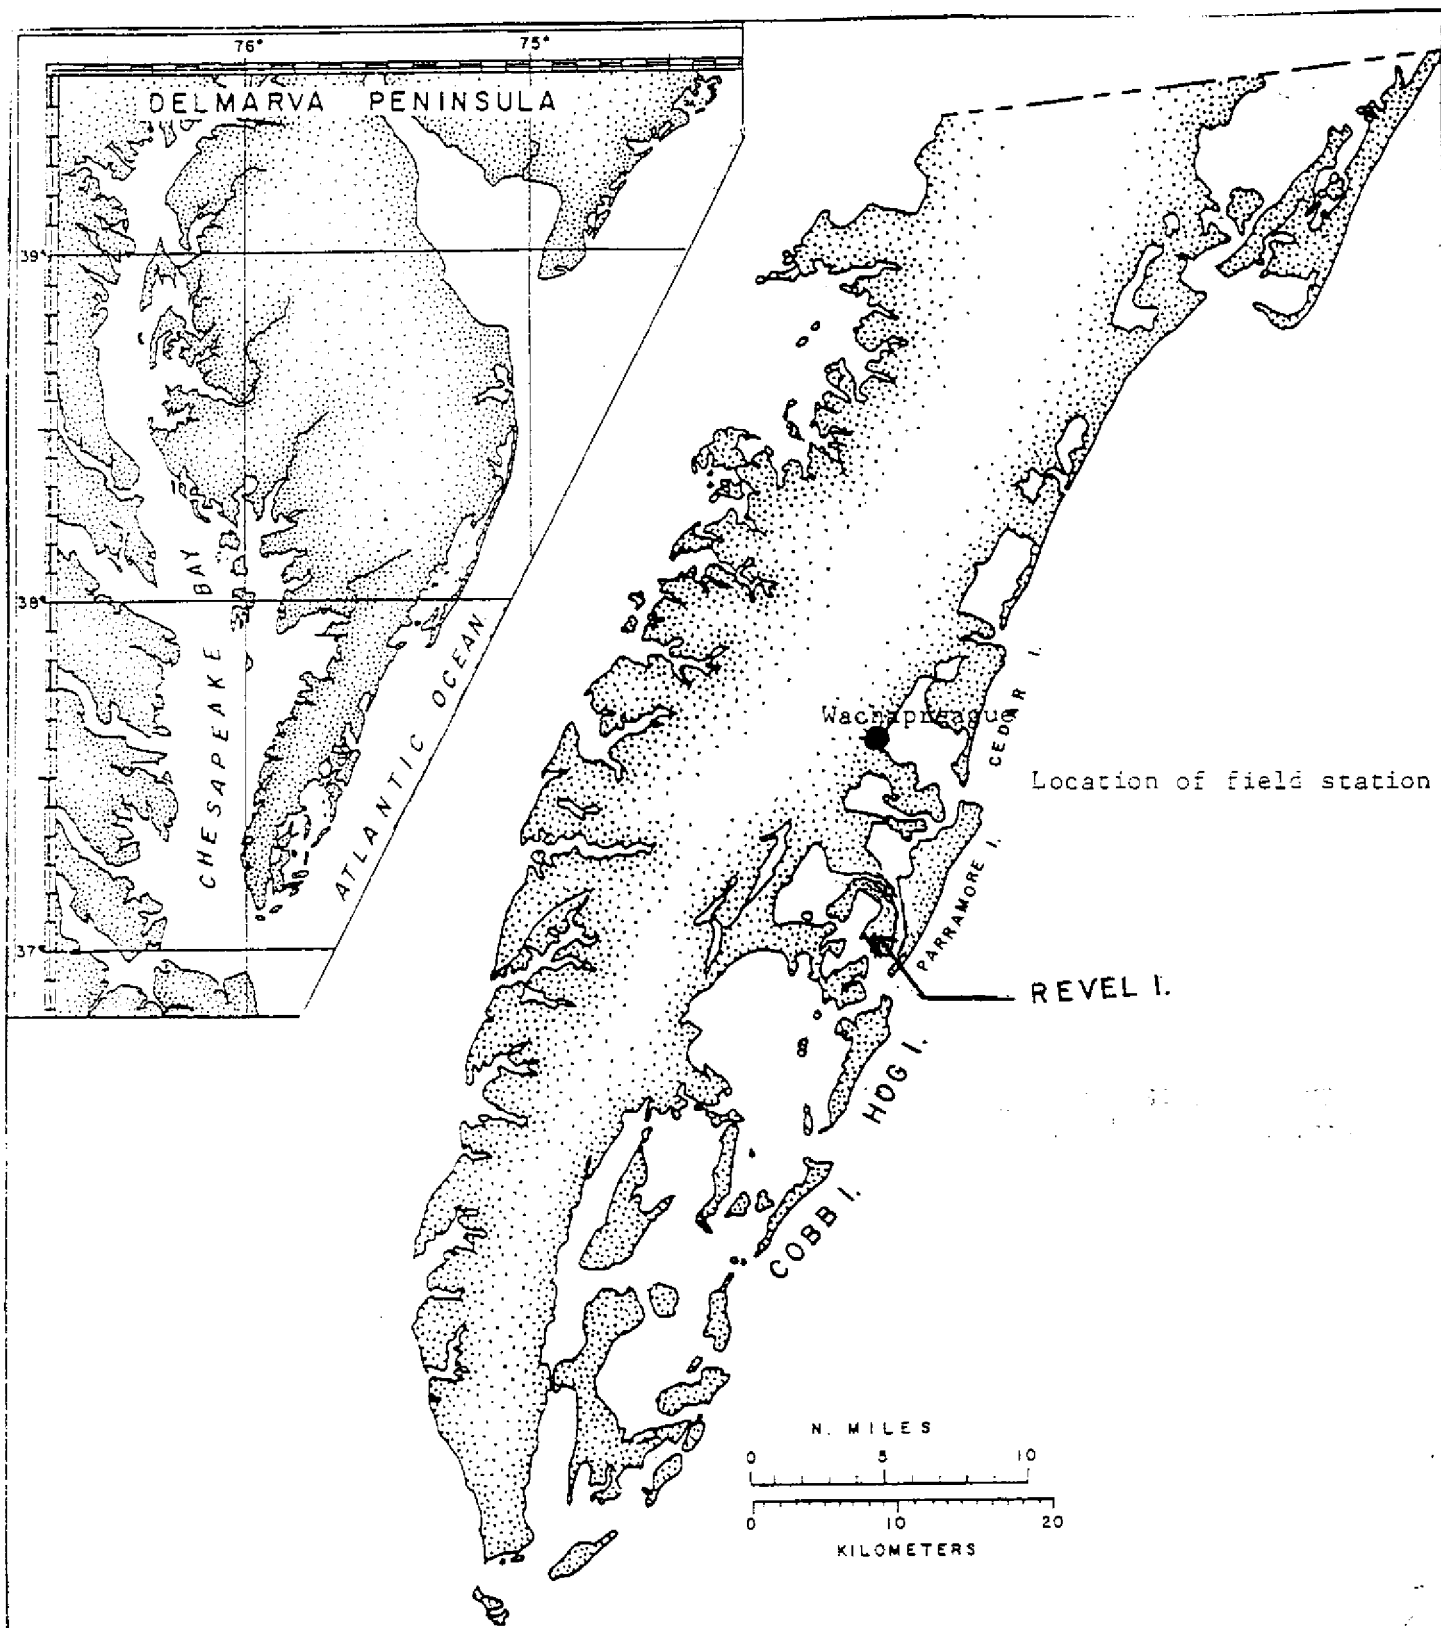 76° 75°
DELMARVA PENINSULA
39°
38°
37°
CHESAPEAKE BAY
ATLANTIC OCEAN
Wachapreague
CEDAR I.
Location of field station
PARRAMORE I.
REVEL I.
HOG I.
COBB I.
N. MILES
0 5 10
0 10 20
KILOMETERS